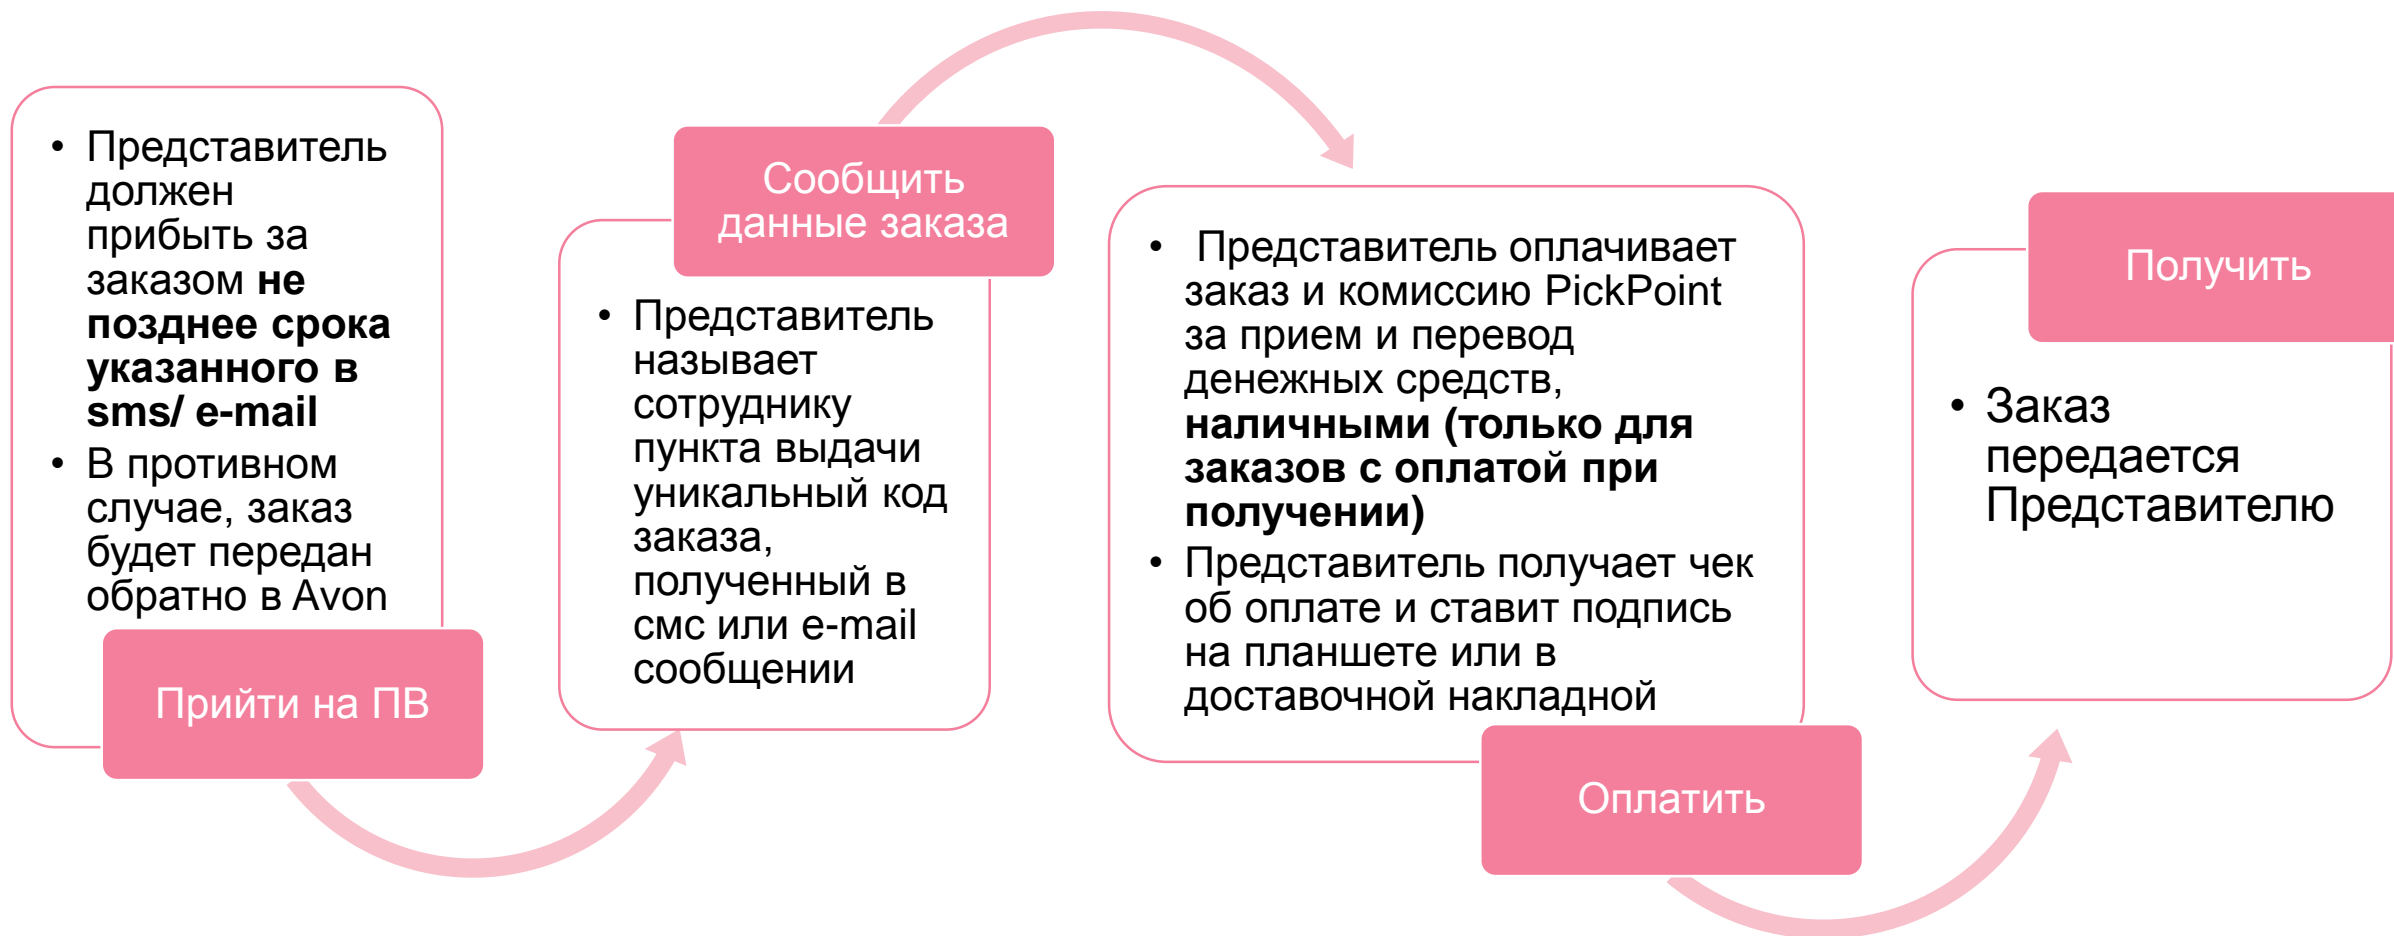 • Представитель
должен
прибыть за
заказом не
позднее срока
указанного в
sms/ e-mail
• В противном
случае, заказ
будет передан
обратно в Avon
Прийти на ПВ
Сообщить
данные заказа
• Представитель
называет
сотруднику
пункта выдачи
уникальный код
заказа,
полученный в
смс или e-mail
сообщении
• Представитель оплачивает
заказ и комиссию PickPoint
за прием и перевод
денежных средств,
наличными (только для
заказов с оплатой при
получении)
• Представитель получает чек
об оплате и ставит подпись
на планшете или в
доставочной накладной
Оплатить
Получить
• Заказ
передается
Представителю